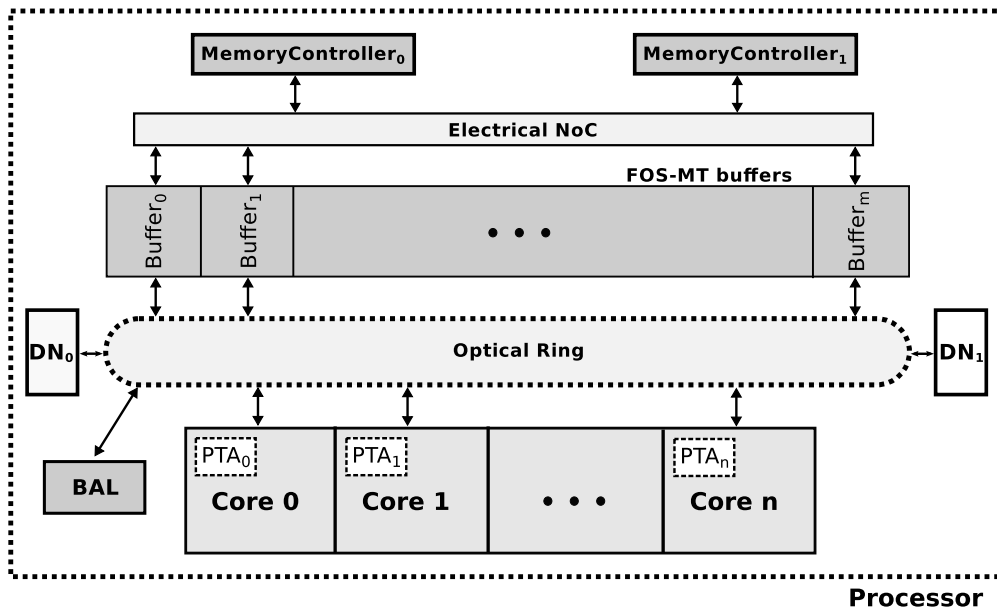 MemoryController₀
MemoryController₁
Electrical NoC
FOS-MT buffers
Buffer₀
Buffer₁
• • •
Bufferₘ
DN₀
Optical Ring
DN₁
BAL
PTA₀
Core 0
PTA₁
Core 1
• • •
PTAₙ
Core n
Processor